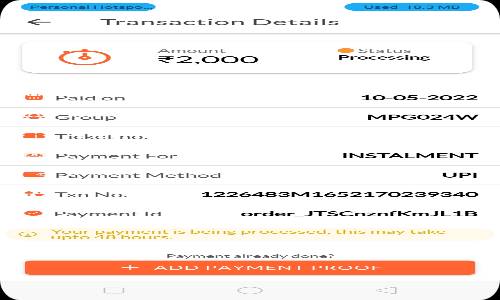 Personal Hotspo... Used 10.3 MB
Transaction Details
Amount
₹2,000
Status
Processing
Paid on 10-05-2022
Group MPG024W
Ticket no.
Payment For INSTALMENT
Payment Method UPI
Txn No. 1226483M1652170239340
Payment Id order_JTSCnznfKmJL1B
Your payment is being processed, this may take
upto 48 hours.
Payment already done?
+ ADD PAYMENT PROOF